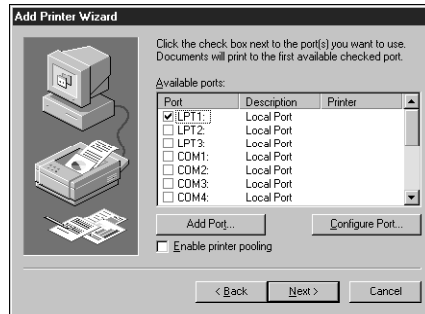 Add Printer Wizard
Click the check box next to the port(s) you want to use.
Documents will print to the first available checked port.
Available ports:
Port Description Printer
LPT1: Local Port
LPT2: Local Port
LPT3: Local Port
COM1: Local Port
COM2: Local Port
COM3: Local Port
COM4: Local Port
Add Port... Configure Port...
Enable printer pooling
< Back Next > Cancel